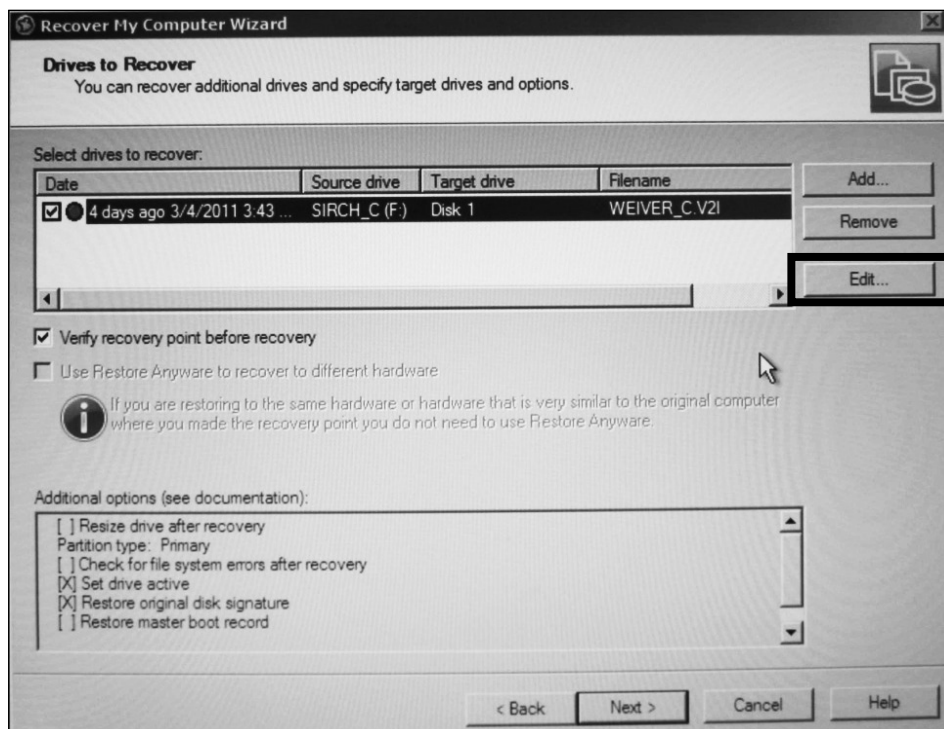 Recover My Computer Wizard
Drives to Recover
You can recover additional drives and specify target drives and options.
Select drives to recover:
Date Source drive Target drive Filename
4 days ago 3/4/2011 3:43 ... SIRCH_C (F:) Disk 1 WEIVER_C.V2I
Add...
Remove
Edit...
Verify recovery point before recovery
Use Restore Anyware to recover to different hardware
If you are restoring to the same hardware or hardware that is very similar to the original computer
where you made the recovery point you do not need to use Restore Anyware.
Additional options (see documentation):
[ ] Resize drive after recovery
Partition type: Primary
[ ] Check for file system errors after recovery
[X] Set drive active
[X] Restore original disk signature
[ ] Restore master boot record
< Back Next > Cancel Help